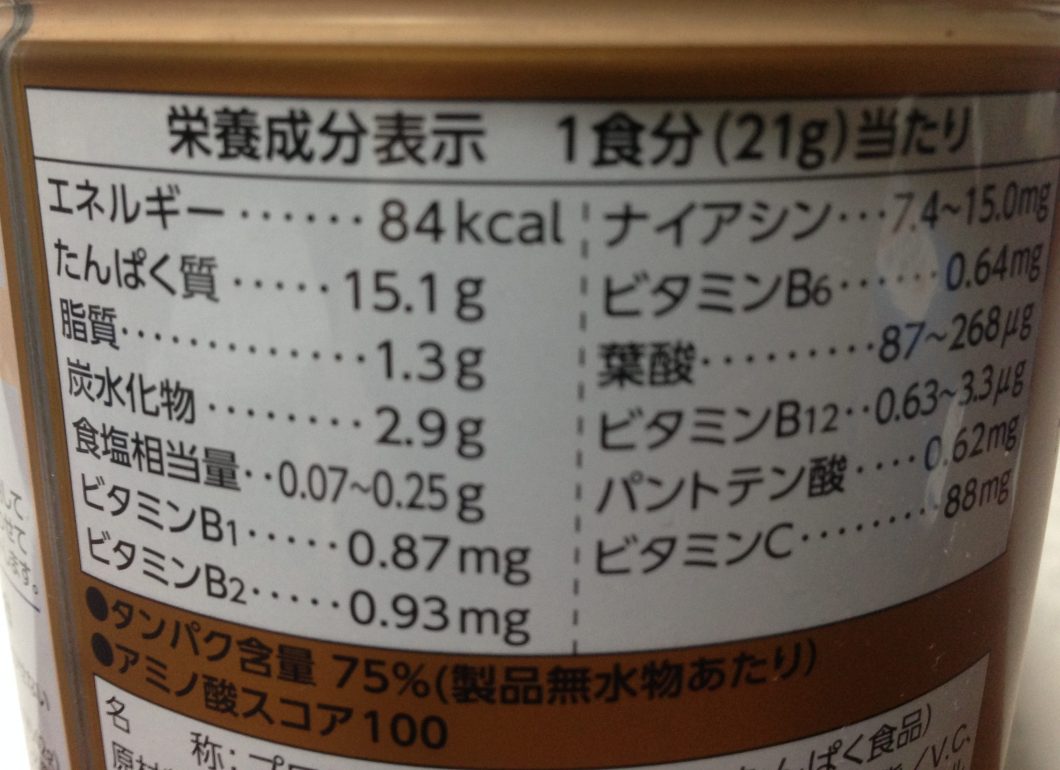 栄養成分表示 1食分(21g)当たり
エネルギー……84kcal
たんぱく質……15.1g
脂質……1.3g
炭水化物……2.9g
食塩相当量‥0.07~0.25g
ビタミンB1……0.87mg
ビタミンB2……0.93mg
ナイアシン…7.4~15.0mg
ビタミンB6……0.64mg
葉酸………87~268μg
ビタミンB12‥0.63~3.3μg
パントテン酸……0.62mg
ビタミンC………88mg
●タンパク含量 75%(製品無水物あたり)
●アミノ酸スコア100
名 称:
んぱく食品)
/V.C、